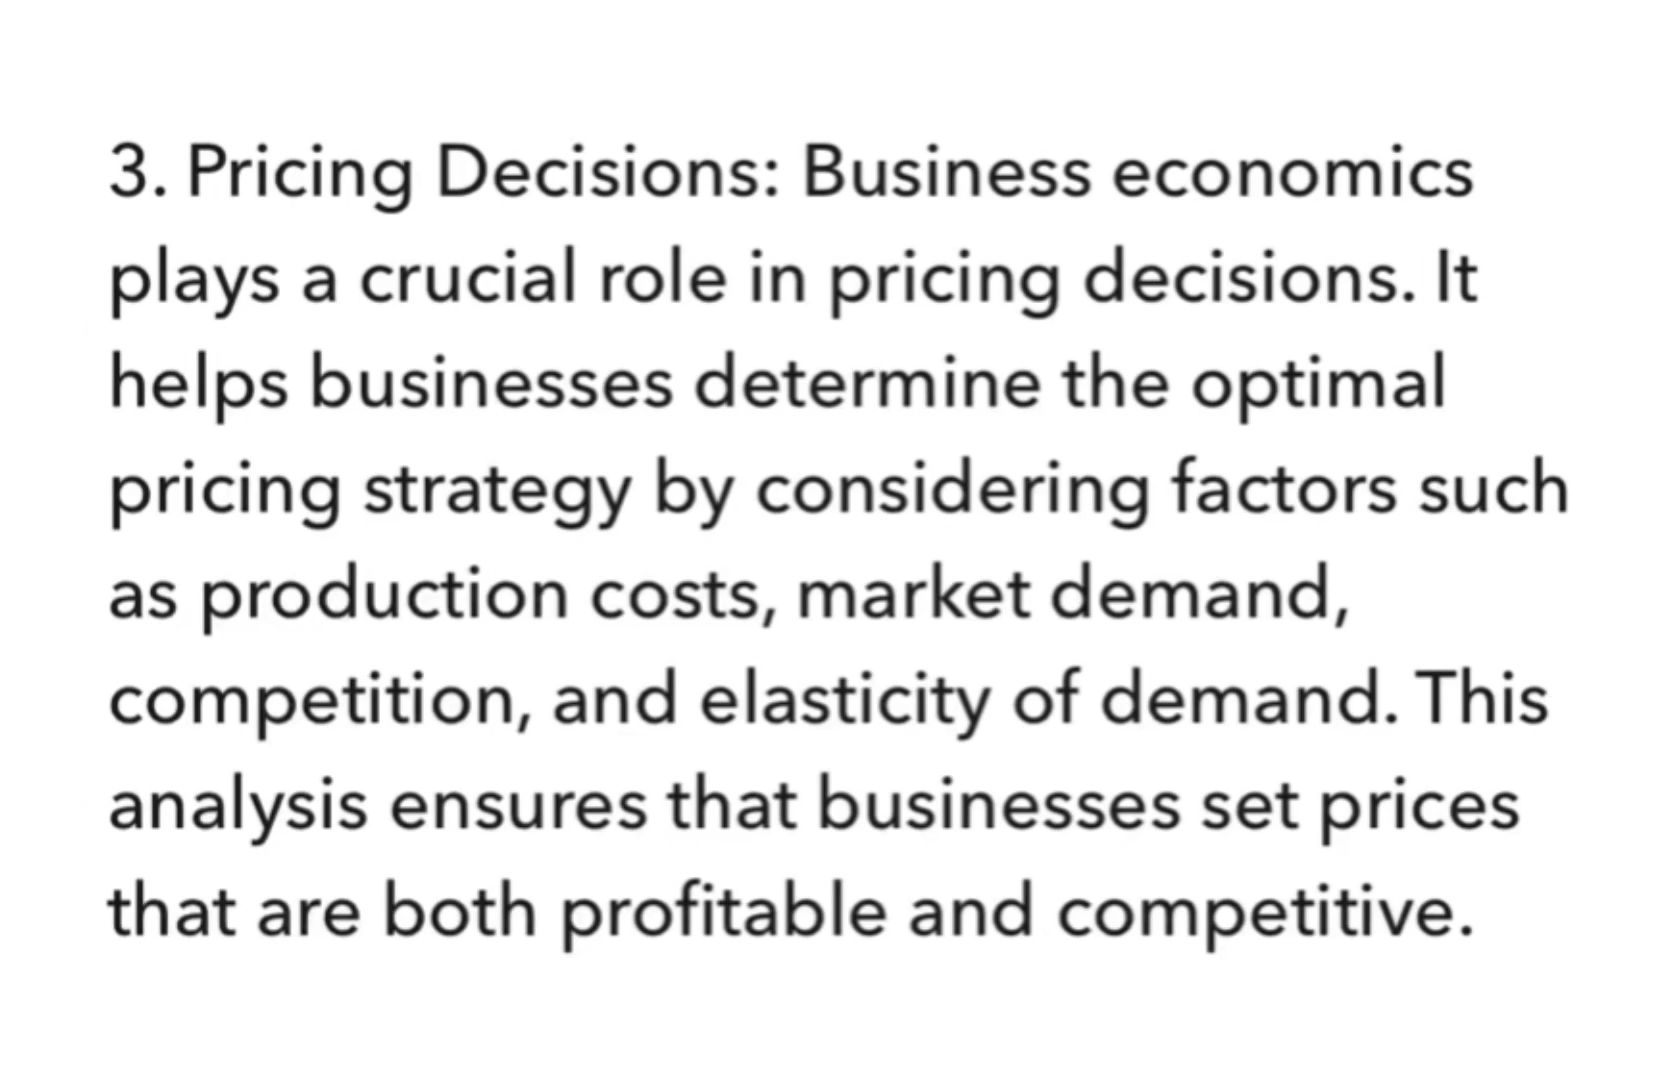 3. Pricing Decisions: Business economics
plays a crucial role in pricing decisions. It
helps businesses determine the optimal
pricing strategy by considering factors such
as production costs, market demand,
competition, and elasticity of demand. This
analysis ensures that businesses set prices
that are both profitable and competitive.